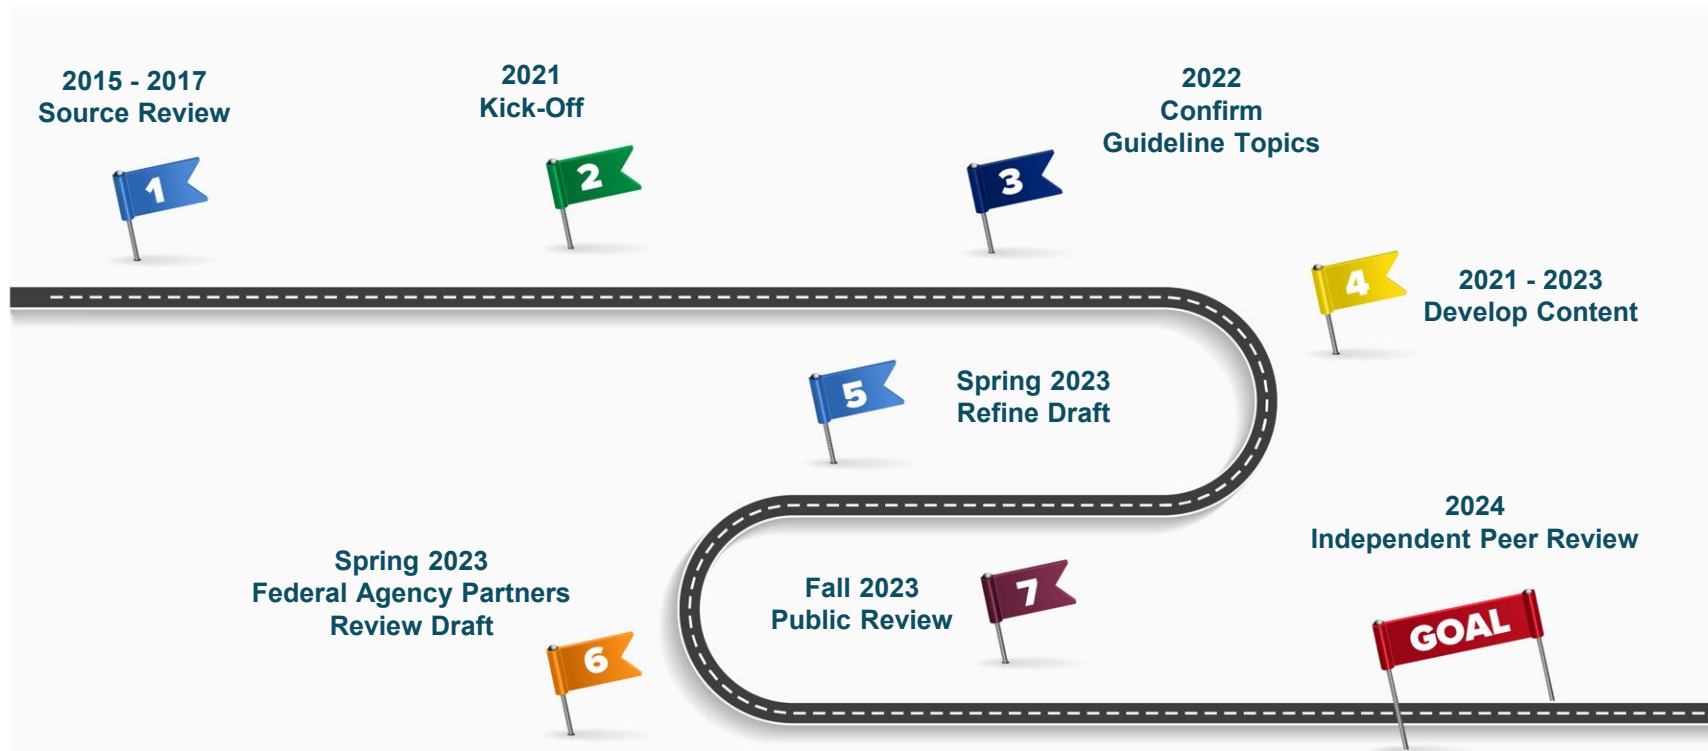 2015 - 2017
Source Review
1
2021
Kick-Off
2
2022
Confirm
Guideline Topics
3
4
2021 - 2023
Develop Content
5
Spring 2023
Refine Draft
Spring 2023
Federal Agency Partners
Review Draft
6
Fall 2023
Public Review
7
2024
Independent Peer Review
GOAL